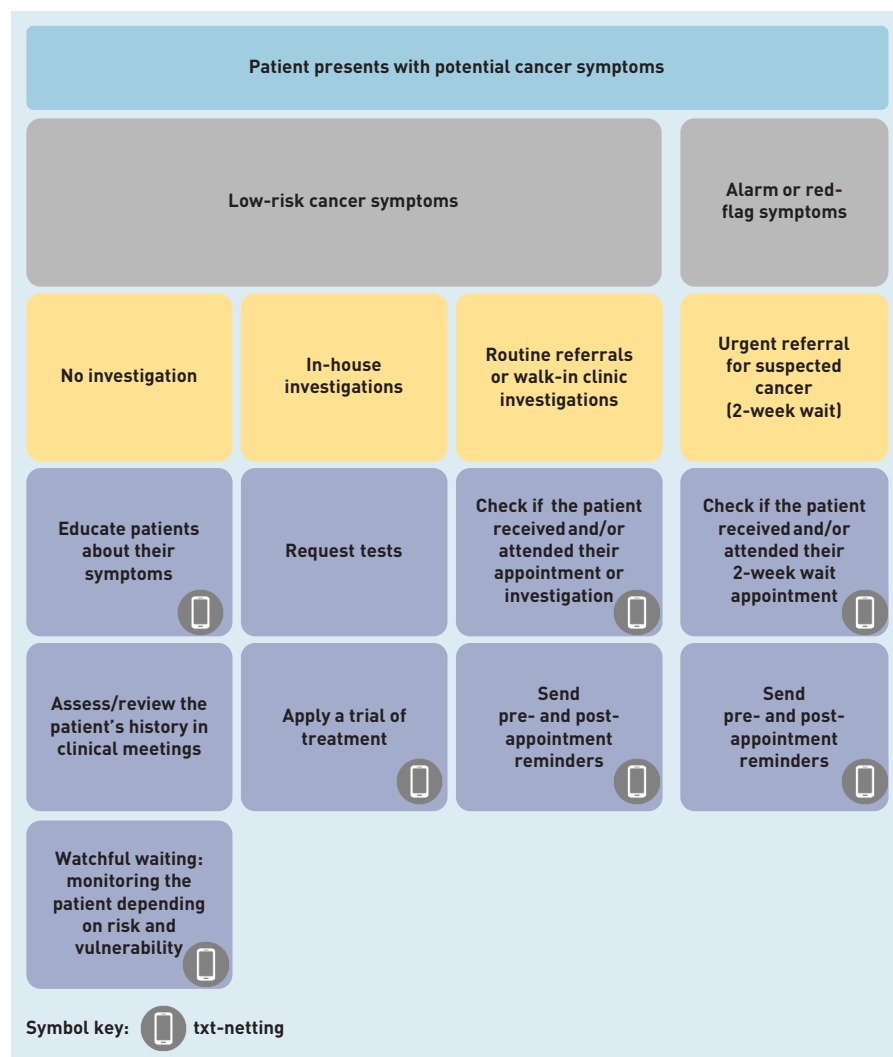 Patient presents with potential cancer symptoms
Low-risk cancer symptoms
Alarm or red-
flag symptoms
No investigation
In-house
investigations
Routine referrals
or walk-in clinic
investigations
Urgent referral
for suspected
cancer
(2-week wait)
Educate patients
about their
symptoms
Request tests
Check if the patient
received and/or
attended their
appointment or
investigation
Check if the patient
received and/or
attended their
2-week wait
appointment
Assess/review the
patient's history in
clinical meetings
Apply a trial of
treatment
Send
pre- and post-
appointment
reminders
Send
pre- and post-
appointment
reminders
Watchful waiting:
monitoring the
patient depending
on risk and
vulnerability
Symbol key: txt-netting